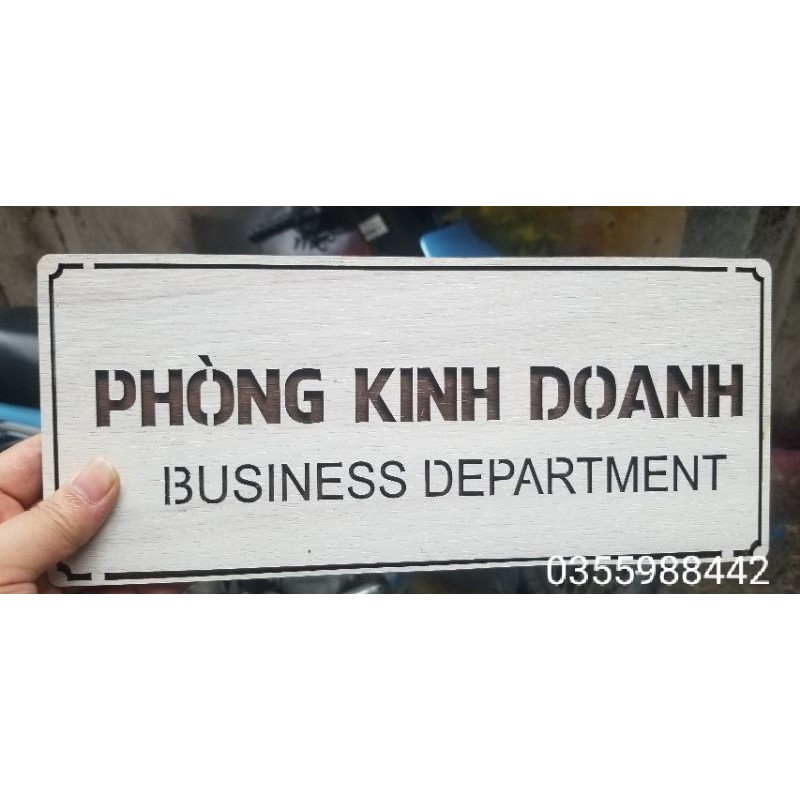 PHÒNG KINH DOANH
BUSINESS DEPARTMENT
0355988442